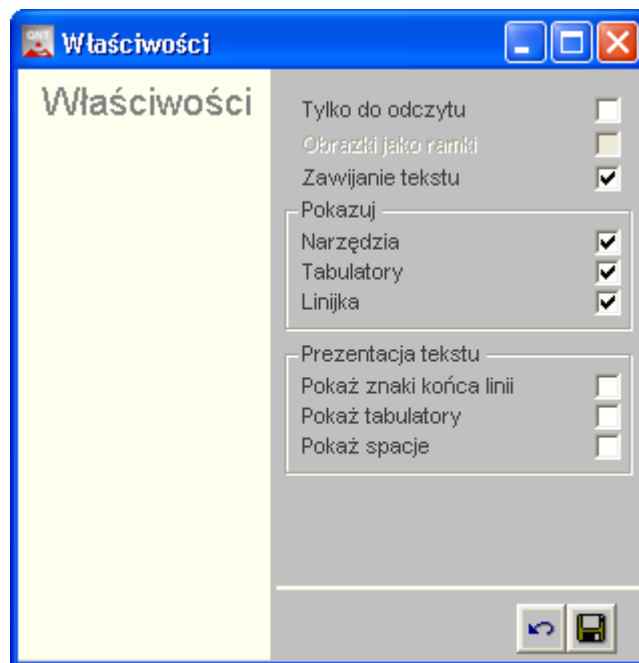 QNT
Właściwości
Właściwości
Tylko do odczytu
Obrazki jako ramki
Zawijanie tekstu
Pokazuj
Narzędzia
Tabulatory
Linijka
Prezentacja tekstu
Pokaż znaki końca linii
Pokaż tabulatory
Pokaż spacje